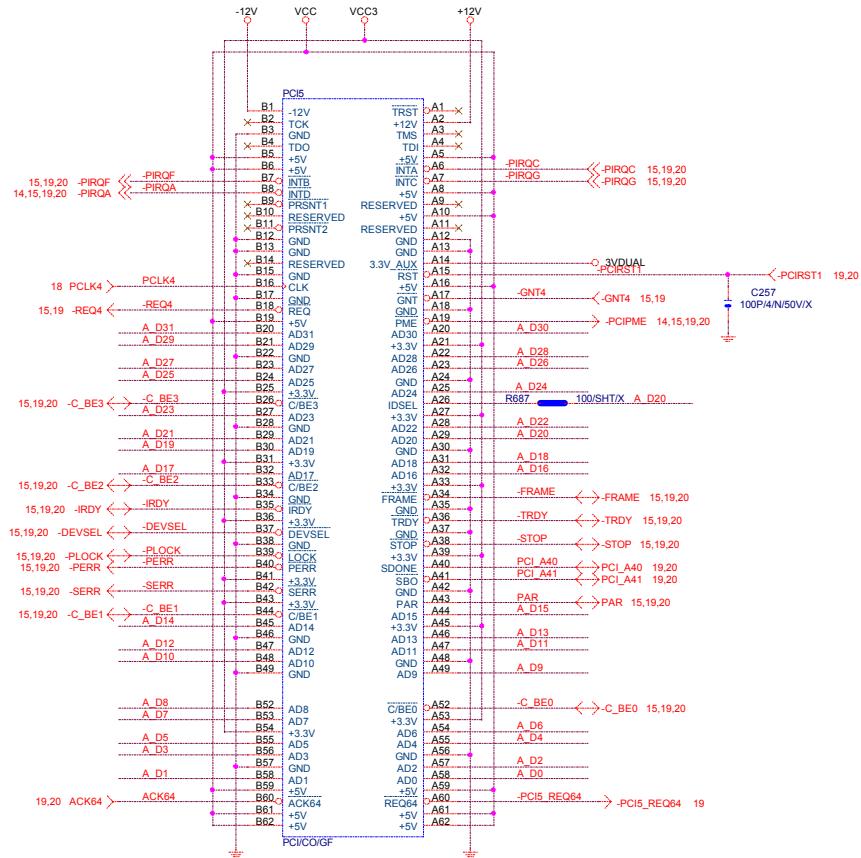 -12V VCC VCC3 +12V
PCI5
B1 -12V TRST A1
B2 TCK +12V A2
B3 GND TMS A3
B4 TDO TDI A4
B5 +5V +5V A5 -PIRQC
B6 +5V INTA A6 -PIRQC 15,19,20
15,19,20 -PIRQF -PIRQF B7 INTB INTC A7 -PIRQG -PIRQG 15,19,20
14,15,19,20 -PIRQA -PIRQA B8 INTD +5V A8
B9 PRSNT1 RESERVED A9
B10 RESERVED +5V A10
B11 PRSNT2 RESERVED A11
B12 GND GND A12
B13 GND GND A13
B14 RESERVED 3.3V_AUX A14 3VDUAL
B15 GND RST A15 -PCIRST1 -PCIRST1 19,20
18 PCLK4 PCLK4 B16 CLK +5V A16
B17 GND GNT A17 -GNT4 -GNT4 15,19
C257
100P/4/N/50V/X
15,19 -REQ4 -REQ4 B18 REQ GND A18
B19 +5V PME A19 -PCIPME 14,15,19,20
A_D31 B20 AD31 AD30 A20 A_D30
A_D29 B21 AD29 +3.3V A21
B22 GND AD28 A22 A_D28
A_D27 B23 AD27 AD26 A23 A_D26
A_D25 B24 AD25 GND A24
B25 +3.3V AD24 A25 A_D24
15,19,20 -C_BE3 -C_BE3 B26 C/BE3 IDSEL A26 R687 100/SHT/X A_D20
A_D23 B27 AD23 +3.3V A27
B28 GND AD22 A28 A_D22
A_D21 B29 AD21 AD20 A29 A_D20
A_D19 B30 AD19 GND A30
B31 +3.3V AD18 A31 A_D18
A_D17 B32 AD17 AD16 A32 A_D16
15,19,20 -C_BE2 -C_BE2 B33 C/BE2 +3.3V A33
B34 GND FRAME A34 -FRAME -FRAME 15,19,20
15,19,20 -IRDY -IRDY B35 IRDY GND A35
B36 +3.3V TRDY A36 -TRDY -TRDY 15,19,20
15,19,20 -DEVSEL -DEVSEL B37 DEVSEL GND A37
B38 GND STOP A38 -STOP -STOP 15,19,20
15,19,20 -PLOCK -PLOCK B39 LOCK +3.3V A39
15,19,20 -PERR -PERR B40 PERR SDONE A40 PCI_A40 PCI_A40 19,20
B41 +3.3V SBO A41 PCI_A41 PCI_A41 19,20
15,19,20 -SERR -SERR B42 SERR GND A42
B43 +3.3V PAR A43 PAR PAR 15,19,20
15,19,20 -C_BE1 -C_BE1 B44 C/BE1 AD15 A44 A_D15
A_D14 B45 AD14 +3.3V A45
B46 GND AD13 A46 A_D13
A_D12 B47 AD12 AD11 A47 A_D11
A_D10 B48 AD10 GND A48
B49 GND AD9 A49 A_D9
A_D8 B52 AD8 C/BE0 A52 -C_BE0 -C_BE0 15,19,20
A_D7 B53 AD7 +3.3V A53
B54 +3.3V AD6 A54 A_D6
A_D5 B55 AD5 AD4 A55 A_D4
A_D3 B56 AD3 GND A56
B57 GND AD2 A57 A_D2
A_D1 B58 AD1 AD0 A58 A_D0
B59 +5V +5V A59
19,20 ACK64 ACK64 B60 ACK64 REQ64 A60 -PCI5_REQ64 -PCI5_REQ64 19
B61 +5V +5V A61
B62 +5V +5V A62
PCI/CO/GF